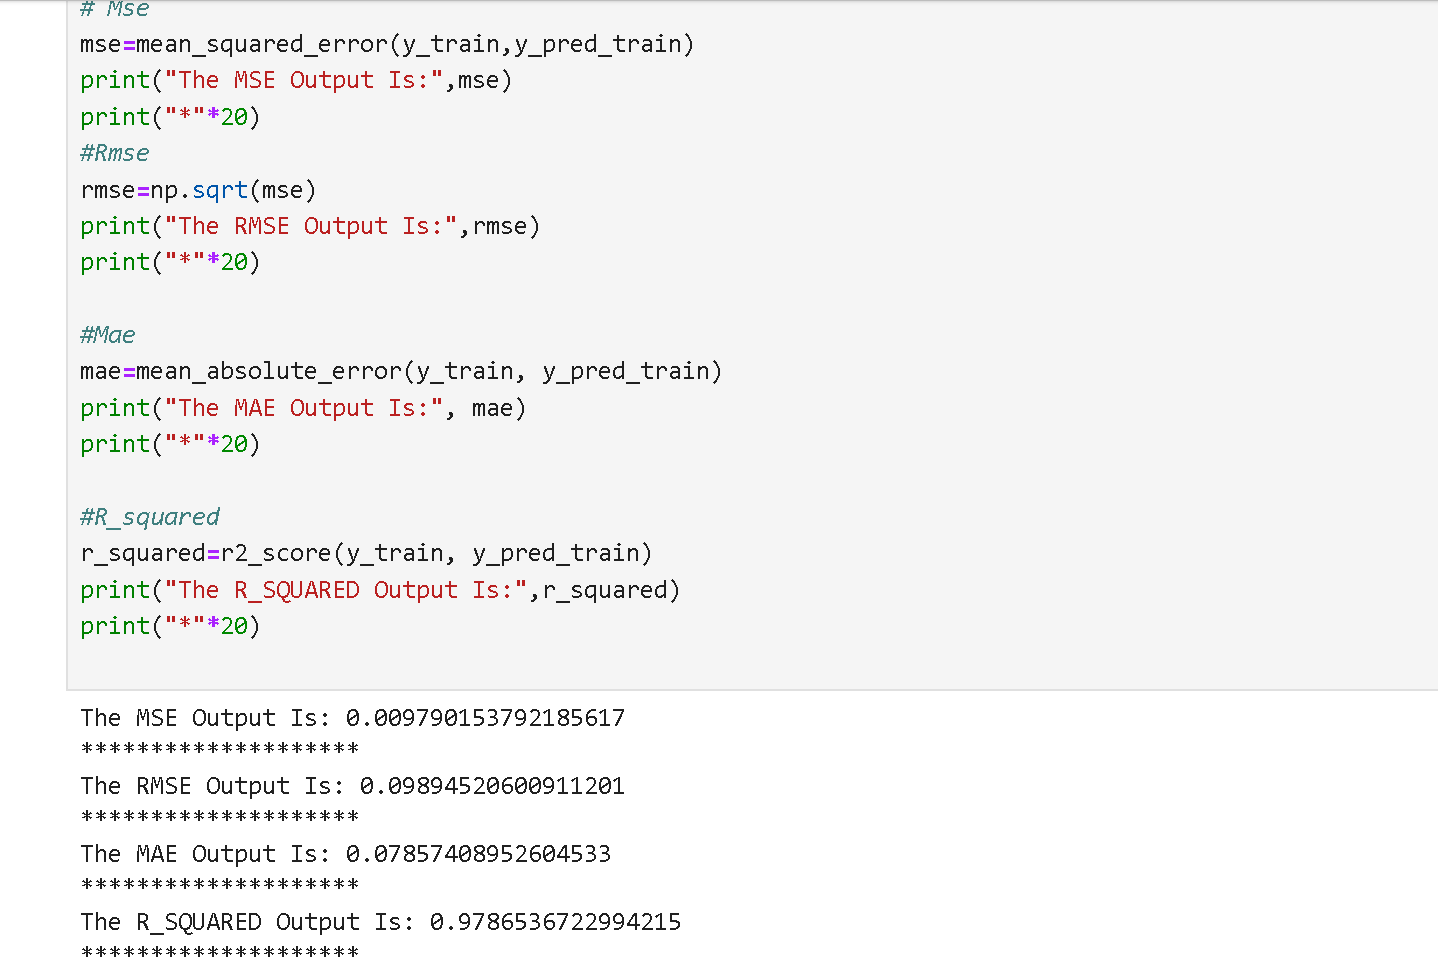 # Mse
mse=mean_squared_error(y_train,y_pred_train)
print("The MSE Output Is:",mse)
print("*"*20)
#Rmse
rmse=np.sqrt(mse)
print("The RMSE Output Is:",rmse)
print("*"*20)
#Mae
mae=mean_absolute_error(y_train, y_pred_train)
print("The MAE Output Is:", mae)
print("*"*20)
#R_squared
r_squared=r2_score(y_train, y_pred_train)
print("The R_SQUARED Output Is:",r_squared)
print("*"*20)
The MSE Output Is: 0.009790153792185617
********************
The RMSE Output Is: 0.09894520600911201
********************
The MAE Output Is: 0.07857408952604533
********************
The R_SQUARED Output Is: 0.9786536722994215
********************